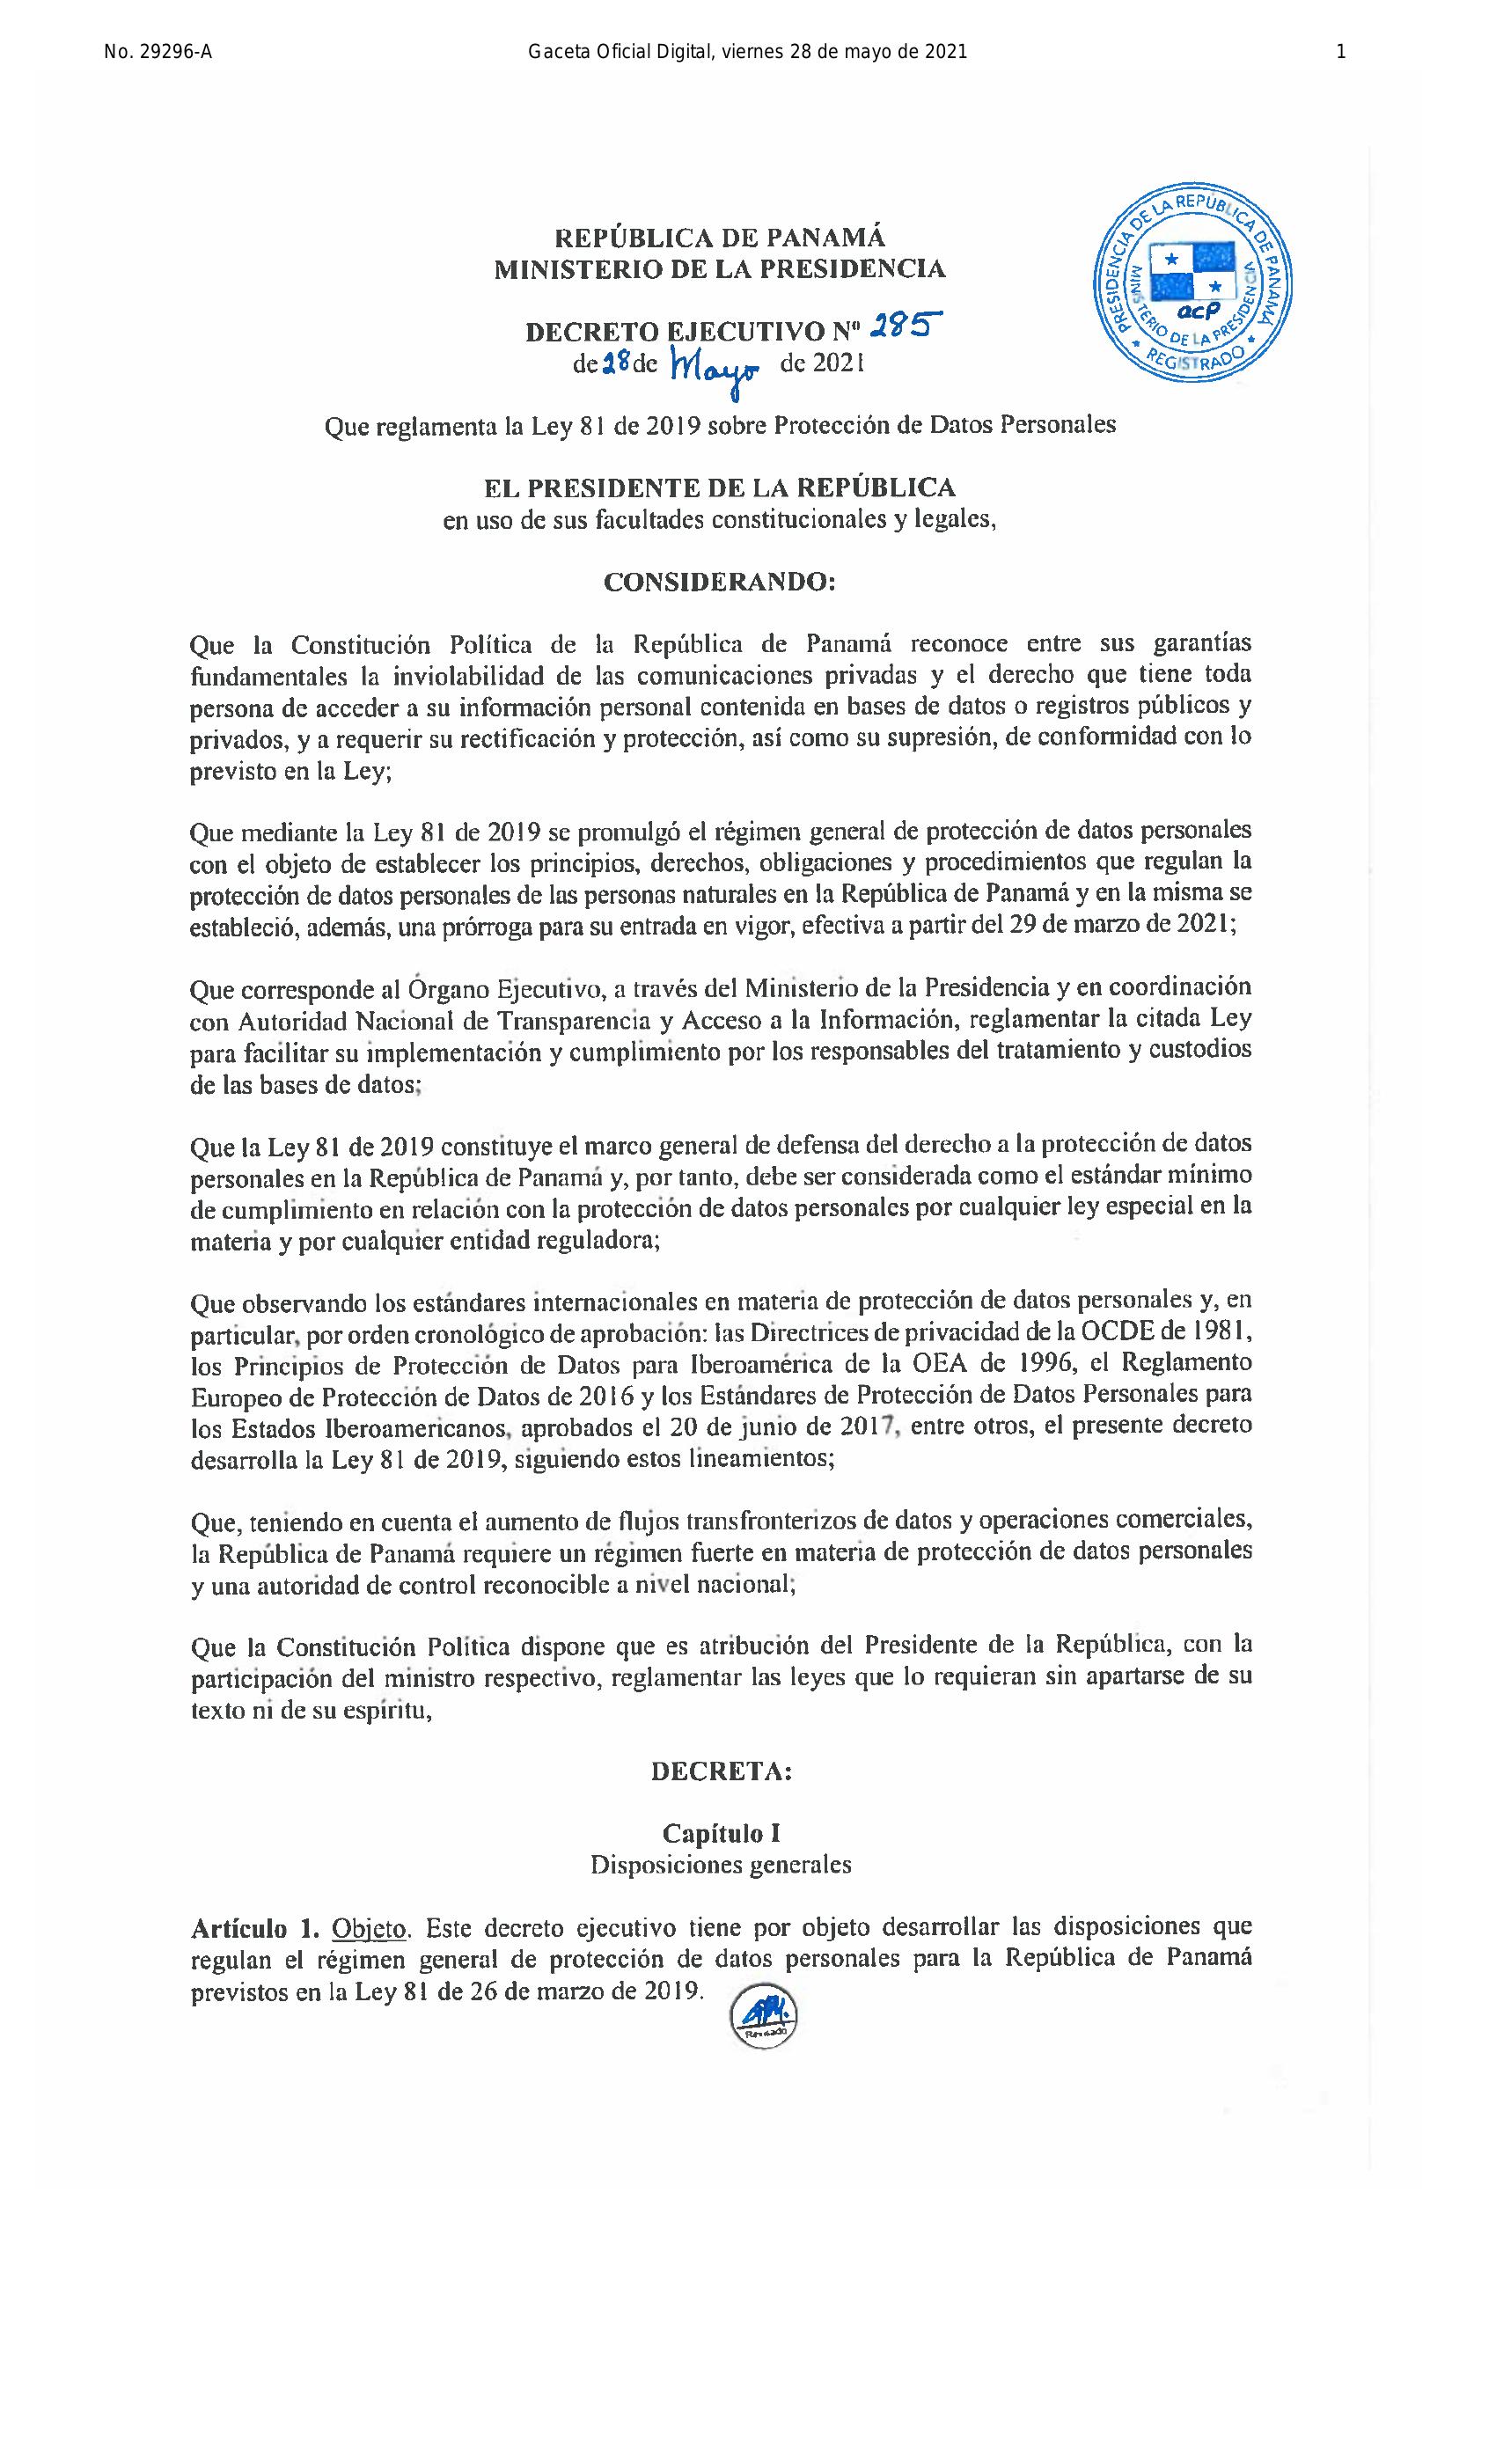 No. 29296-A Gaceta Oficial Digital, viernes 28 de mayo de 2021 1
REPÚBLICA DE PANAMÁ
MINISTERIO DE LA PRESIDENCIA
PRESIDENCIA DE LA REPÚBLICA DE PANAMÁ
MINISTERIO DE LA PRESIDENCIA
acp
REGISTRADO
DECRETO EJECUTIVO Nº 285
de 28 de Mayo de 2021
Que reglamenta la Ley 81 de 2019 sobre Protección de Datos Personales
EL PRESIDENTE DE LA REPÚBLICA
en uso de sus facultades constitucionales y legales,
CONSIDERANDO:
Que la Constitución Política de la República de Panamá reconoce entre sus garantías
fundamentales la inviolabilidad de las comunicaciones privadas y el derecho que tiene toda
persona de acceder a su información personal contenida en bases de datos o registros públicos y
privados, y a requerir su rectificación y protección, así como su supresión, de conformidad con lo
previsto en la Ley;
Que mediante la Ley 81 de 2019 se promulgó el régimen general de protección de datos personales
con el objeto de establecer los principios, derechos, obligaciones y procedimientos que regulan la
protección de datos personales de las personas naturales en la República de Panamá y en la misma se
estableció, además, una prórroga para su entrada en vigor, efectiva a partir del 29 de marzo de 2021;
Que corresponde al Órgano Ejecutivo, a través del Ministerio de la Presidencia y en coordinación
con Autoridad Nacional de Transparencia y Acceso a la Información, reglamentar la citada Ley
para facilitar su implementación y cumplimiento por los responsables del tratamiento y custodios
de las bases de datos;
Que la Ley 81 de 2019 constituye el marco general de defensa del derecho a la protección de datos
personales en la República de Panamá y, por tanto, debe ser considerada como el estándar mínimo
de cumplimiento en relación con la protección de datos personales por cualquier ley especial en la
materia y por cualquier entidad reguladora;
Que observando los estándares internacionales en materia de protección de datos personales y, en
particular, por orden cronológico de aprobación: las Directrices de privacidad de la OCDE de 1981,
los Principios de Protección de Datos para Iberoamérica de la OEA de 1996, el Reglamento
Europeo de Protección de Datos de 2016 y los Estándares de Protección de Datos Personales para
los Estados Iberoamericanos, aprobados el 20 de junio de 2017, entre otros, el presente decreto
desarrolla la Ley 81 de 2019, siguiendo estos lineamientos;
Que, teniendo en cuenta el aumento de flujos transfronterizos de datos y operaciones comerciales,
la República de Panamá requiere un régimen fuerte en materia de protección de datos personales
y una autoridad de control reconocible a nivel nacional;
Que la Constitución Política dispone que es atribución del Presidente de la República, con la
participación del ministro respectivo, reglamentar las leyes que lo requieran sin apartarse de su
texto ni de su espíritu,
DECRETA:
Capítulo I
Disposiciones generales
Artículo 1. Objeto. Este decreto ejecutivo tiene por objeto desarrollar las disposiciones que
regulan el régimen general de protección de datos personales para la República de Panamá
previstos en la Ley 81 de 26 de marzo de 2019.
Revisado